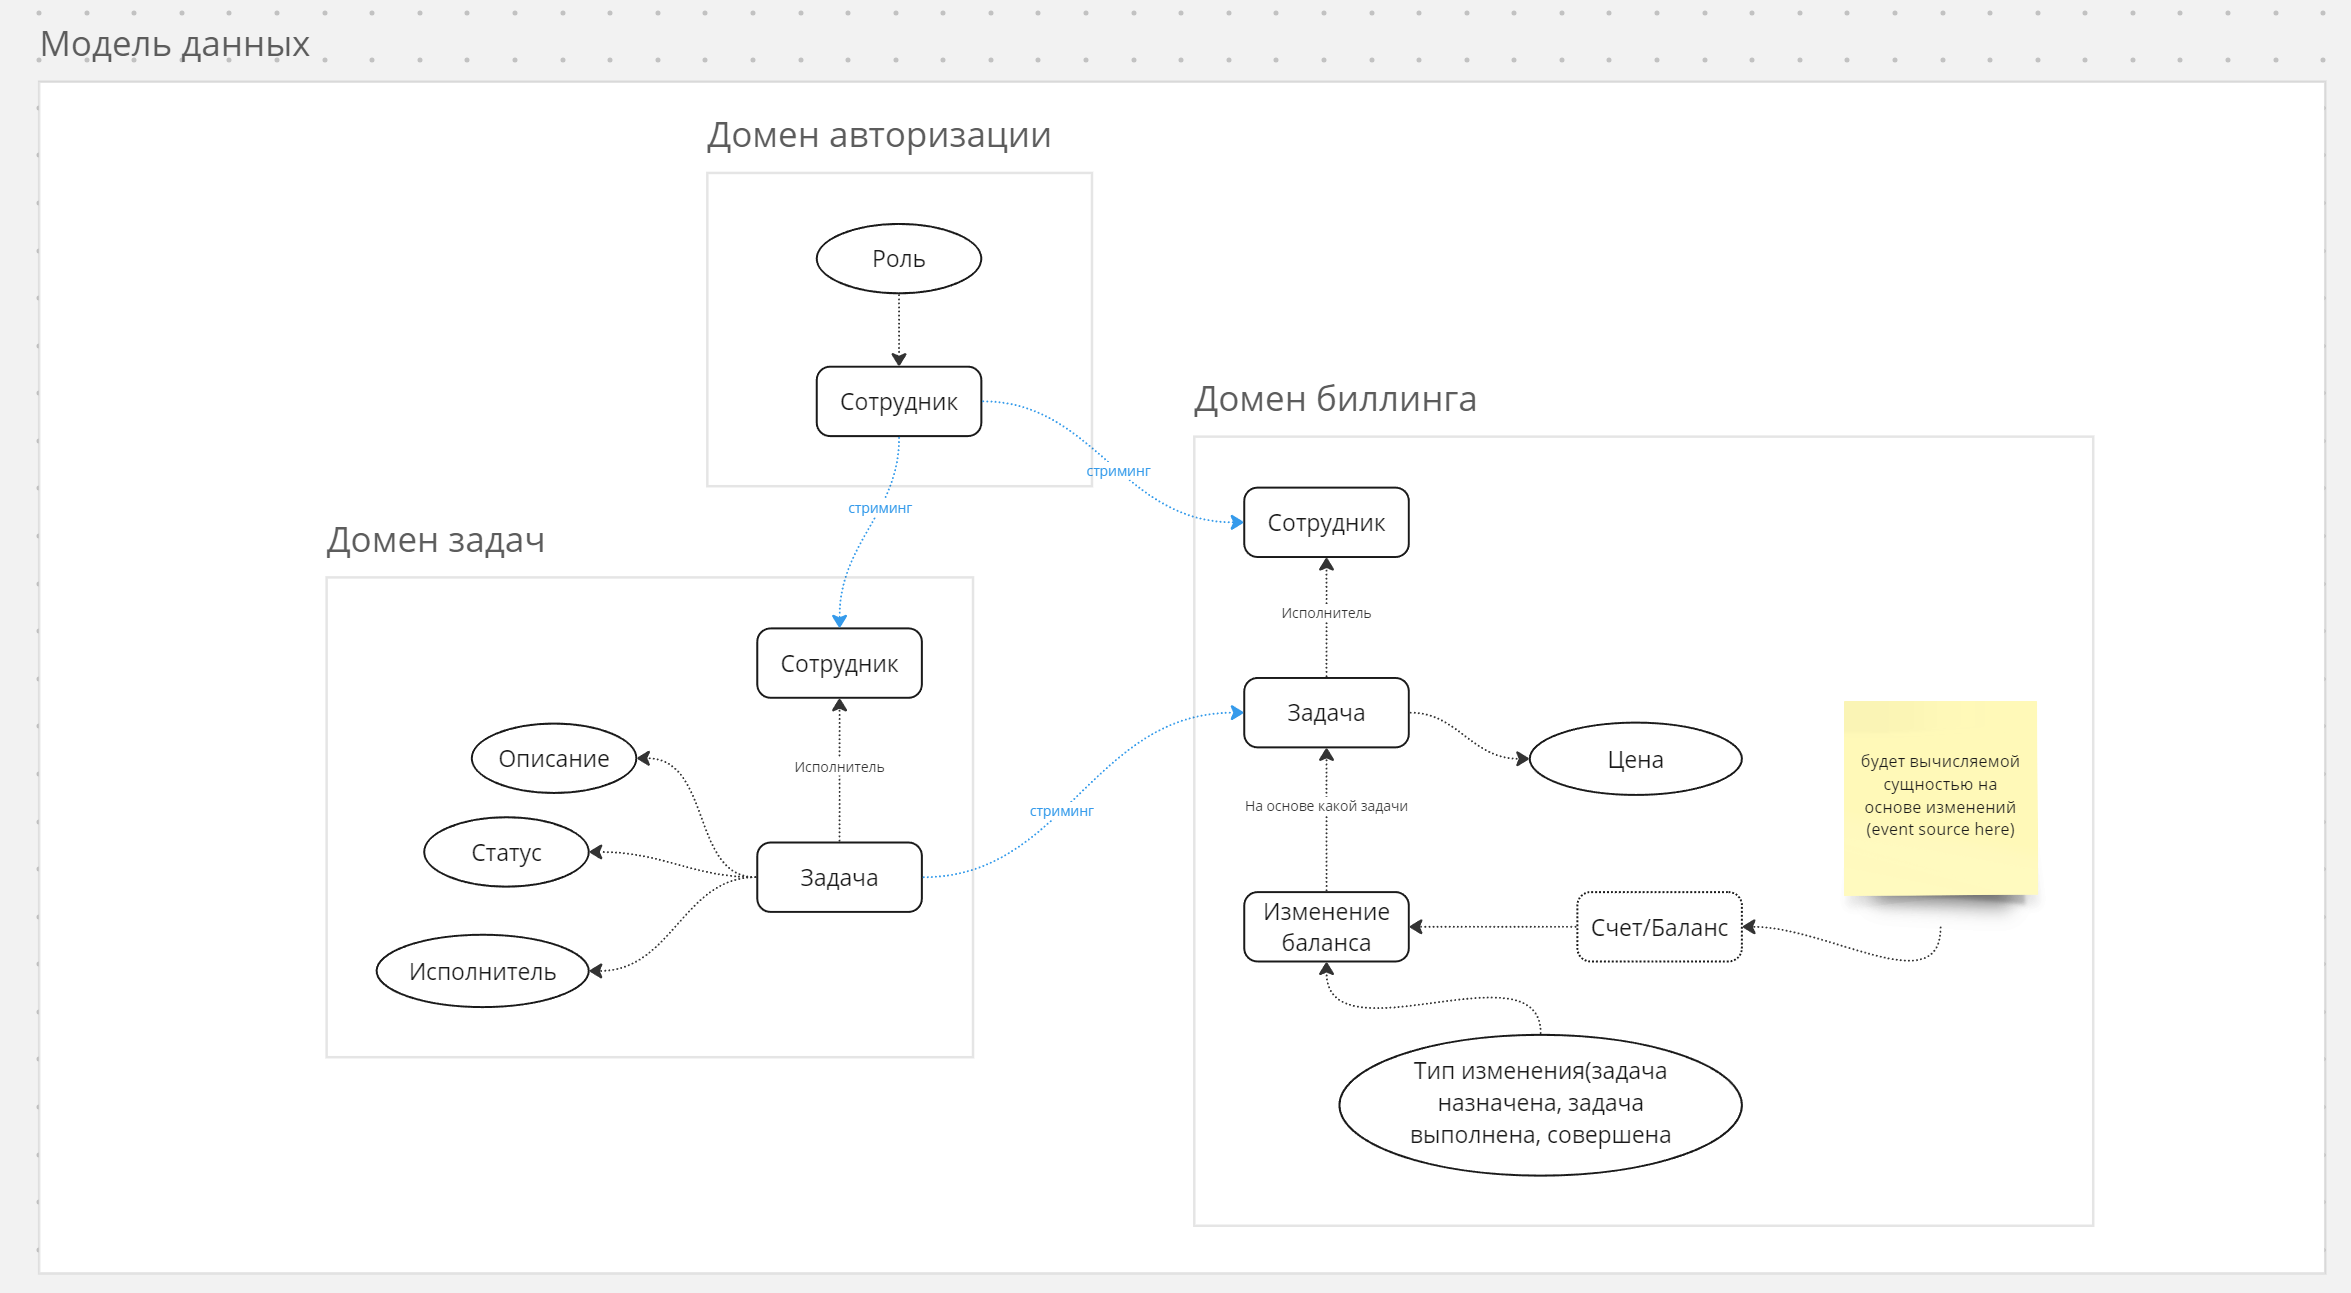 Модель данных
Домен авторизации
Роль
Сотрудник
стриминг
стриминг
Домен задач
Сотрудник
Исполнитель
Описание
Статус
Исполнитель
Задача
стриминг
Домен биллинга
Сотрудник
Исполнитель
Задача
Цена
На основе какой задачи
Изменение
баланса
Счет/Баланс
будет вычисляемой
сущностью на
основе изменений
(event source here)
Тип изменения(задача
назначена, задача
выполнена, совершена